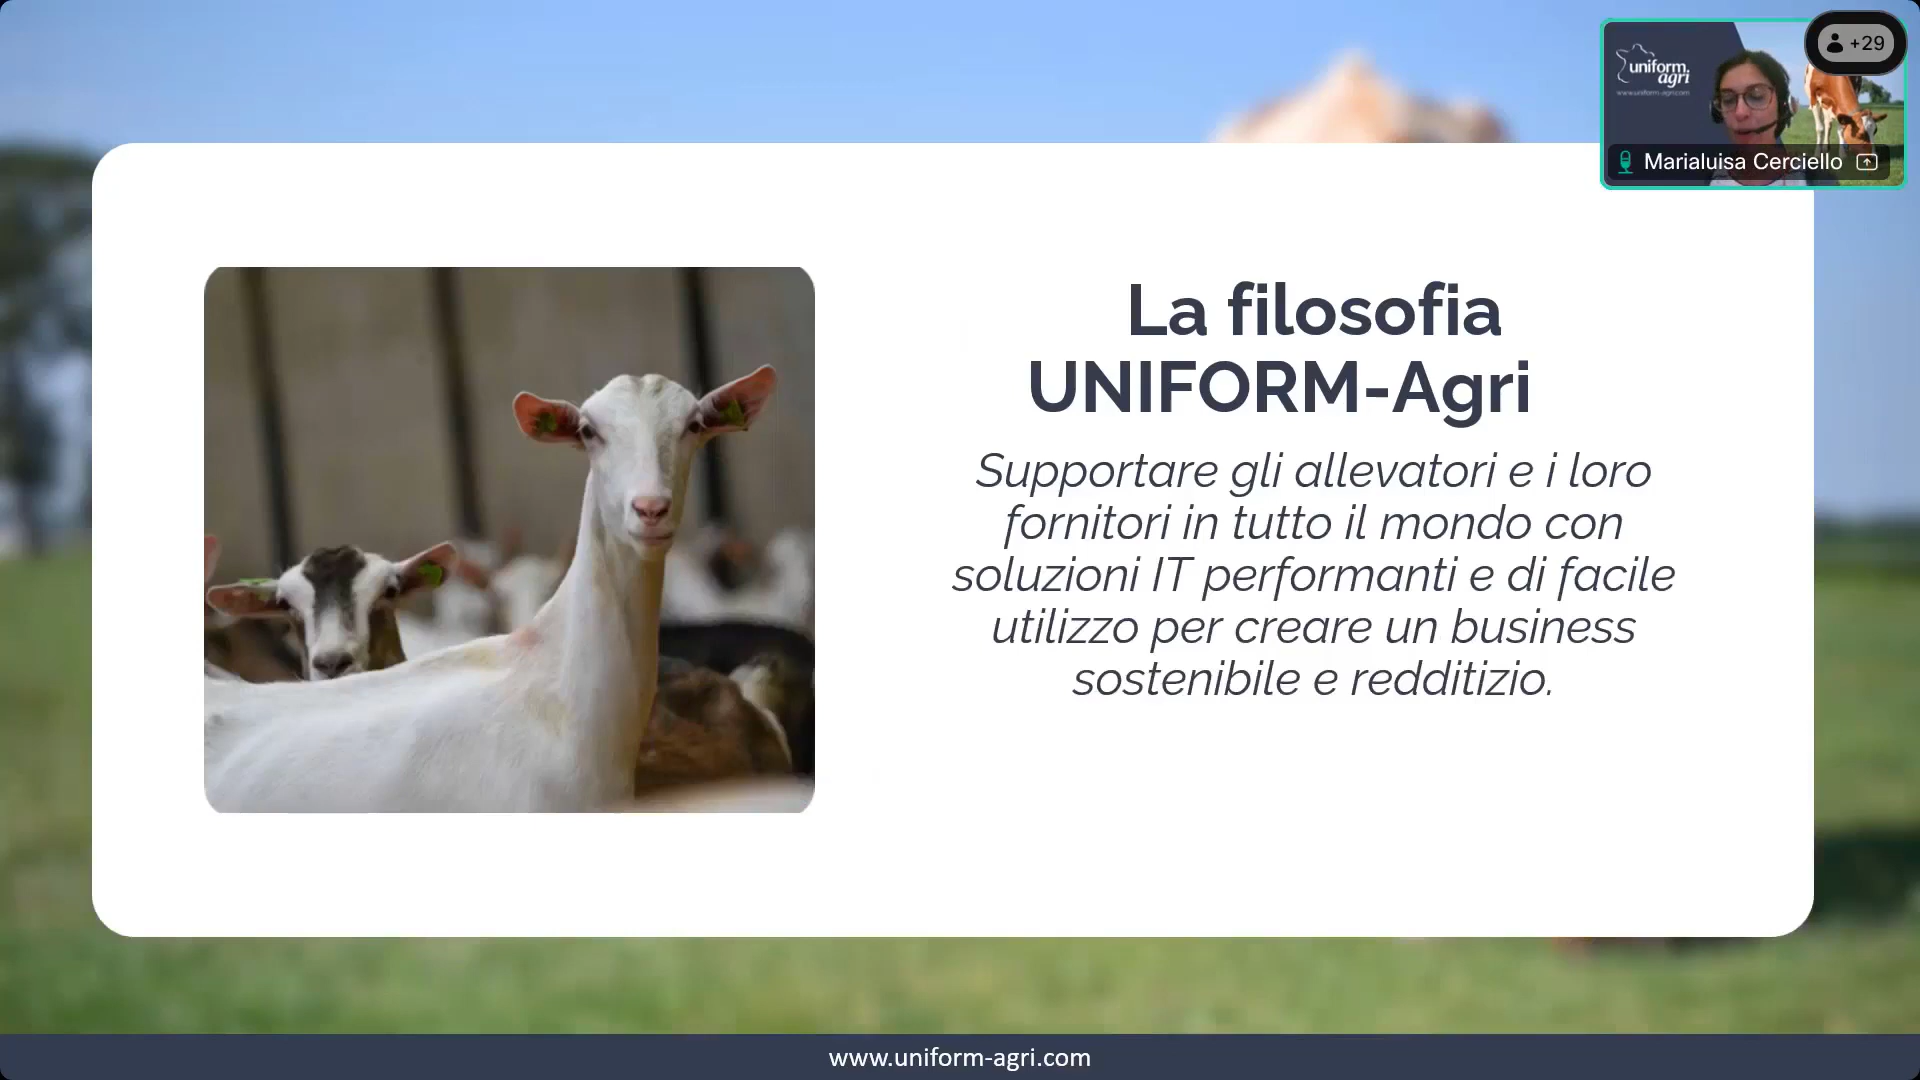 +29
uniform.
agri
www.uniform-agri.com
Marialuisa Cerciello
La filosofia
UNIFORM-Agri
Supportare gli allevatori e i loro
fornitori in tutto il mondo con
soluzioni IT performanti e di facile
utilizzo per creare un business
sostenibile e redditizio.
www.uniform-agri.com